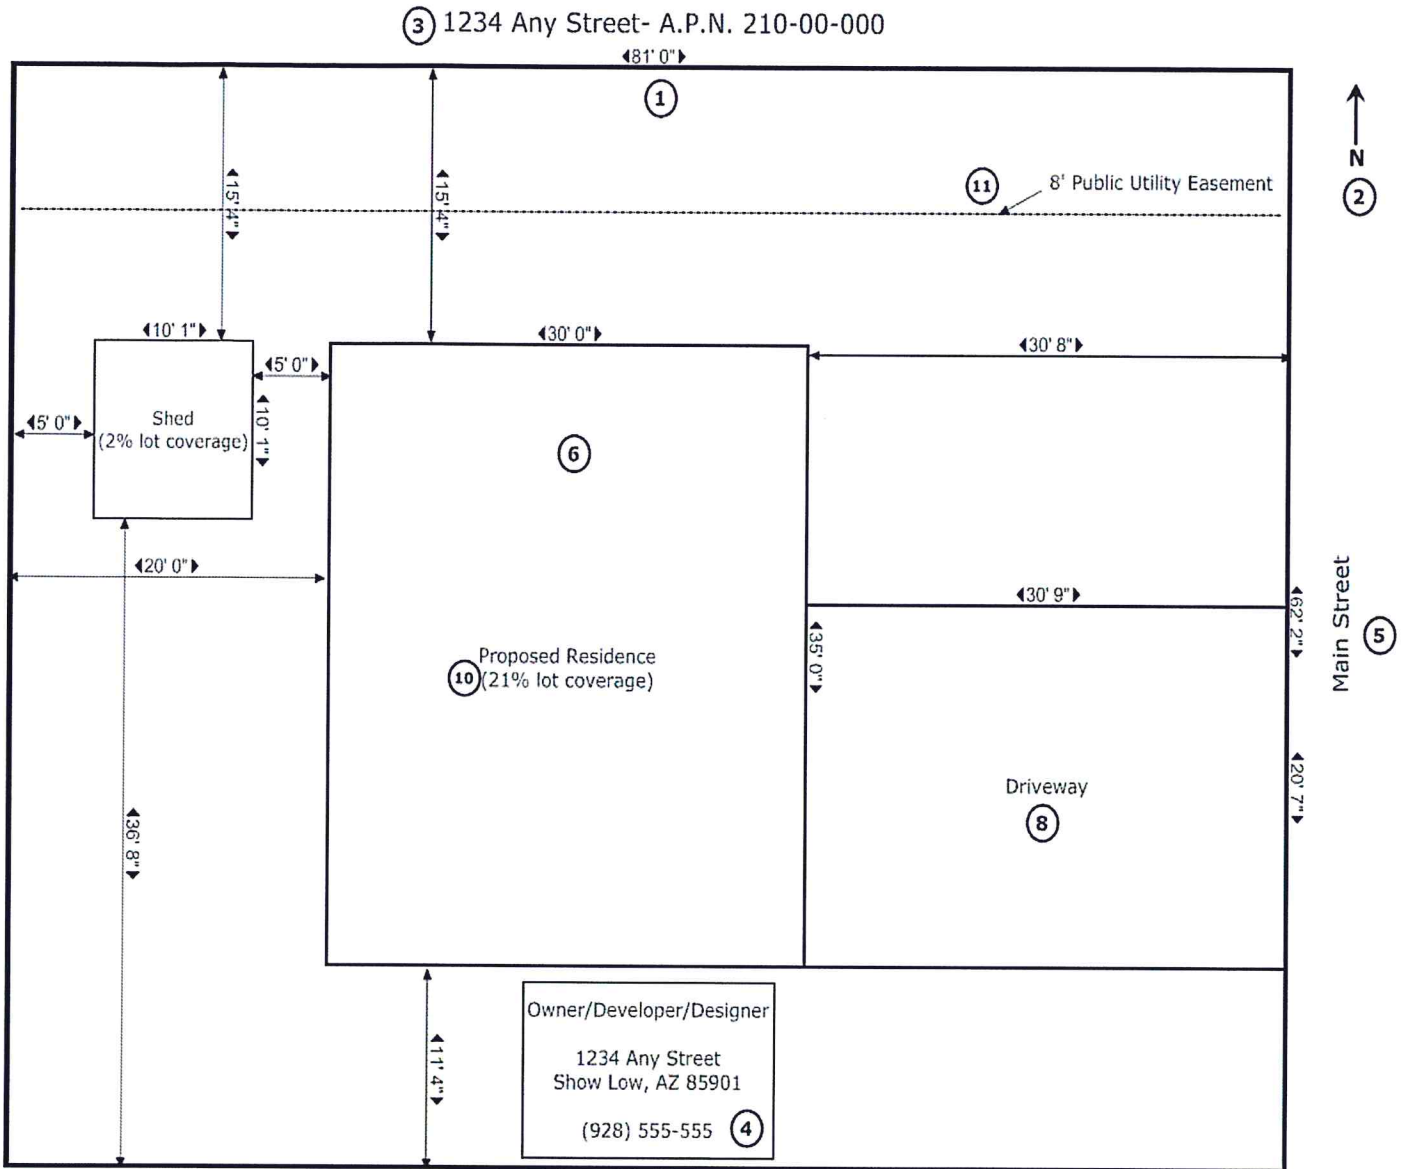 3 1234 Any Street- A.P.N. 210-00-000
81' 0"
1
N
2
11 8' Public Utility Easement
15' 4"
15' 4"
10' 1"
30' 0"
30' 8"
5' 0"
5' 0"
Shed
(2% lot coverage)
10' 1"
6
20' 0"
30' 9"
62' 2"
Main Street
5
35' 0"
Proposed Residence
10 (21% lot coverage)
20' 7"
Driveway
8
36' 8"
Owner/Developer/Designer
1234 Any Street
Show Low, AZ 85901
(928) 555-555 4
11' 4"